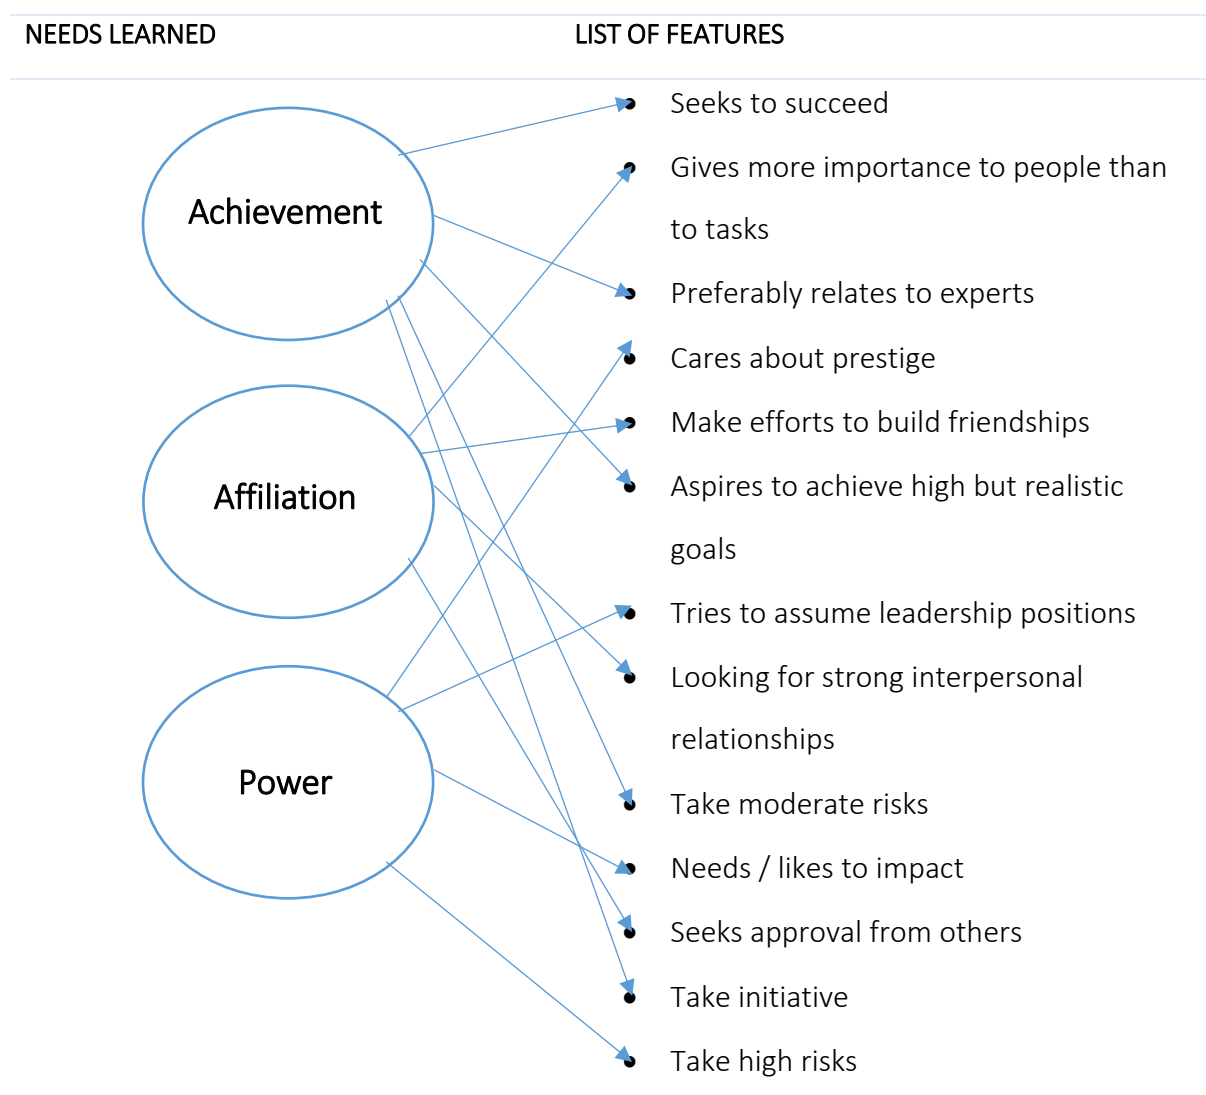 NEEDS LEARNED
LIST OF FEATURES
Achievement
Affiliation
Power
Seeks to succeed
Gives more importance to people than
to tasks
Preferably relates to experts
Cares about prestige
Make efforts to build friendships
Aspires to achieve high but realistic
goals
Tries to assume leadership positions
Looking for strong interpersonal
relationships
Take moderate risks
Needs / likes to impact
Seeks approval from others
Take initiative
Take high risks